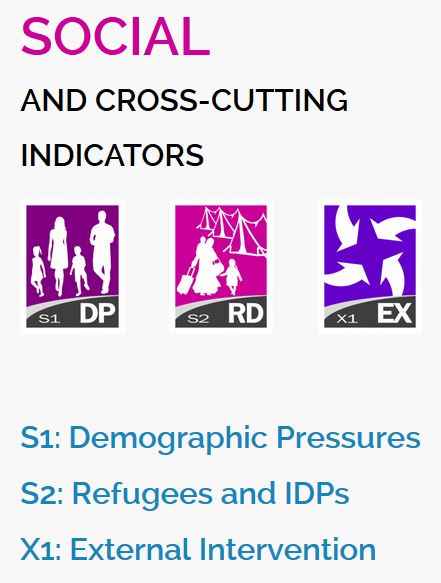 SOCIAL
AND CROSS-CUTTING
INDICATORS
S1 DP
S2 RD
X1 EX
S1: Demographic Pressures
S2: Refugees and IDPs
X1: External Intervention